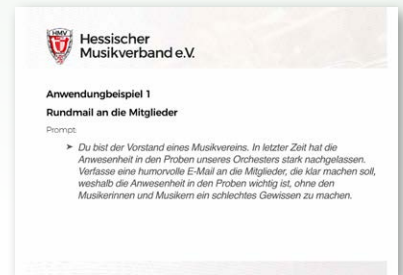 HMV
Hessischer
Musikverband e.V.
Anwendungbeispiel 1
Rundmail an die Mitglieder
Prompt:
➤ Du bist der Vorstand eines Musikvereins. In letzter Zeit hat die
Anwesenheit in den Proben unseres Orchesters stark nachgelassen.
Verfasse eine humorvolle E-Mail an die Mitglieder, die klar machen soll,
weshalb die Anwesenheit in den Proben wichtig ist, ohne den
Musikerinnen und Musikern ein schlechtes Gewissen zu machen.